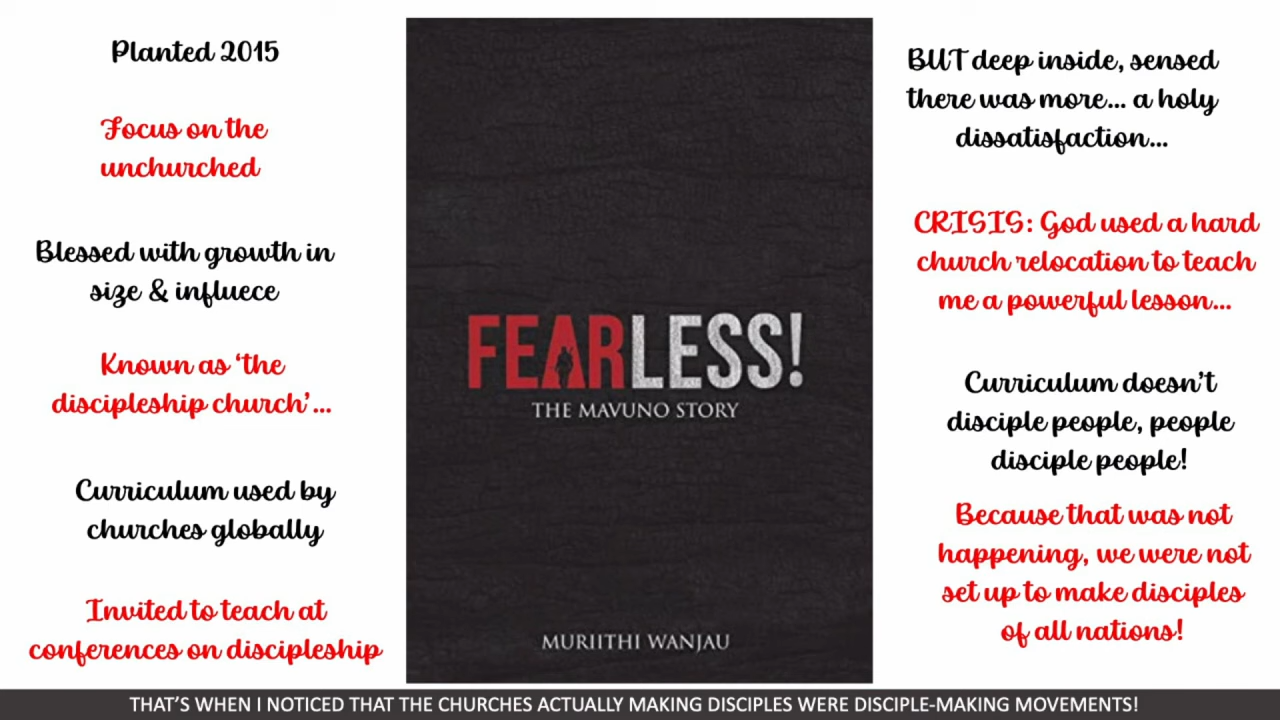 Planted 2015
Focus on the
unchurched
Blessed with growth in
size & influece
Known as ‘the
discipleship church’...
Curriculum used by
churches globally
Invited to teach at
conferences on discipleship
FEARLESS!
THE MAVUNO STORY
MURIITHI WANJAU
BUT deep inside, sensed
there was more... a holy
dissatisfaction...
CRISIS: God used a hard
church relocation to teach
me a powerful lesson...
Curriculum doesn’t
disciple people, people
disciple people!
Because that was not
happening, we were not
set up to make disciples
of all nations!
THAT’S WHEN I NOTICED THAT THE CHURCHES ACTUALLY MAKING DISCIPLES WERE DISCIPLE-MAKING MOVEMENTS!